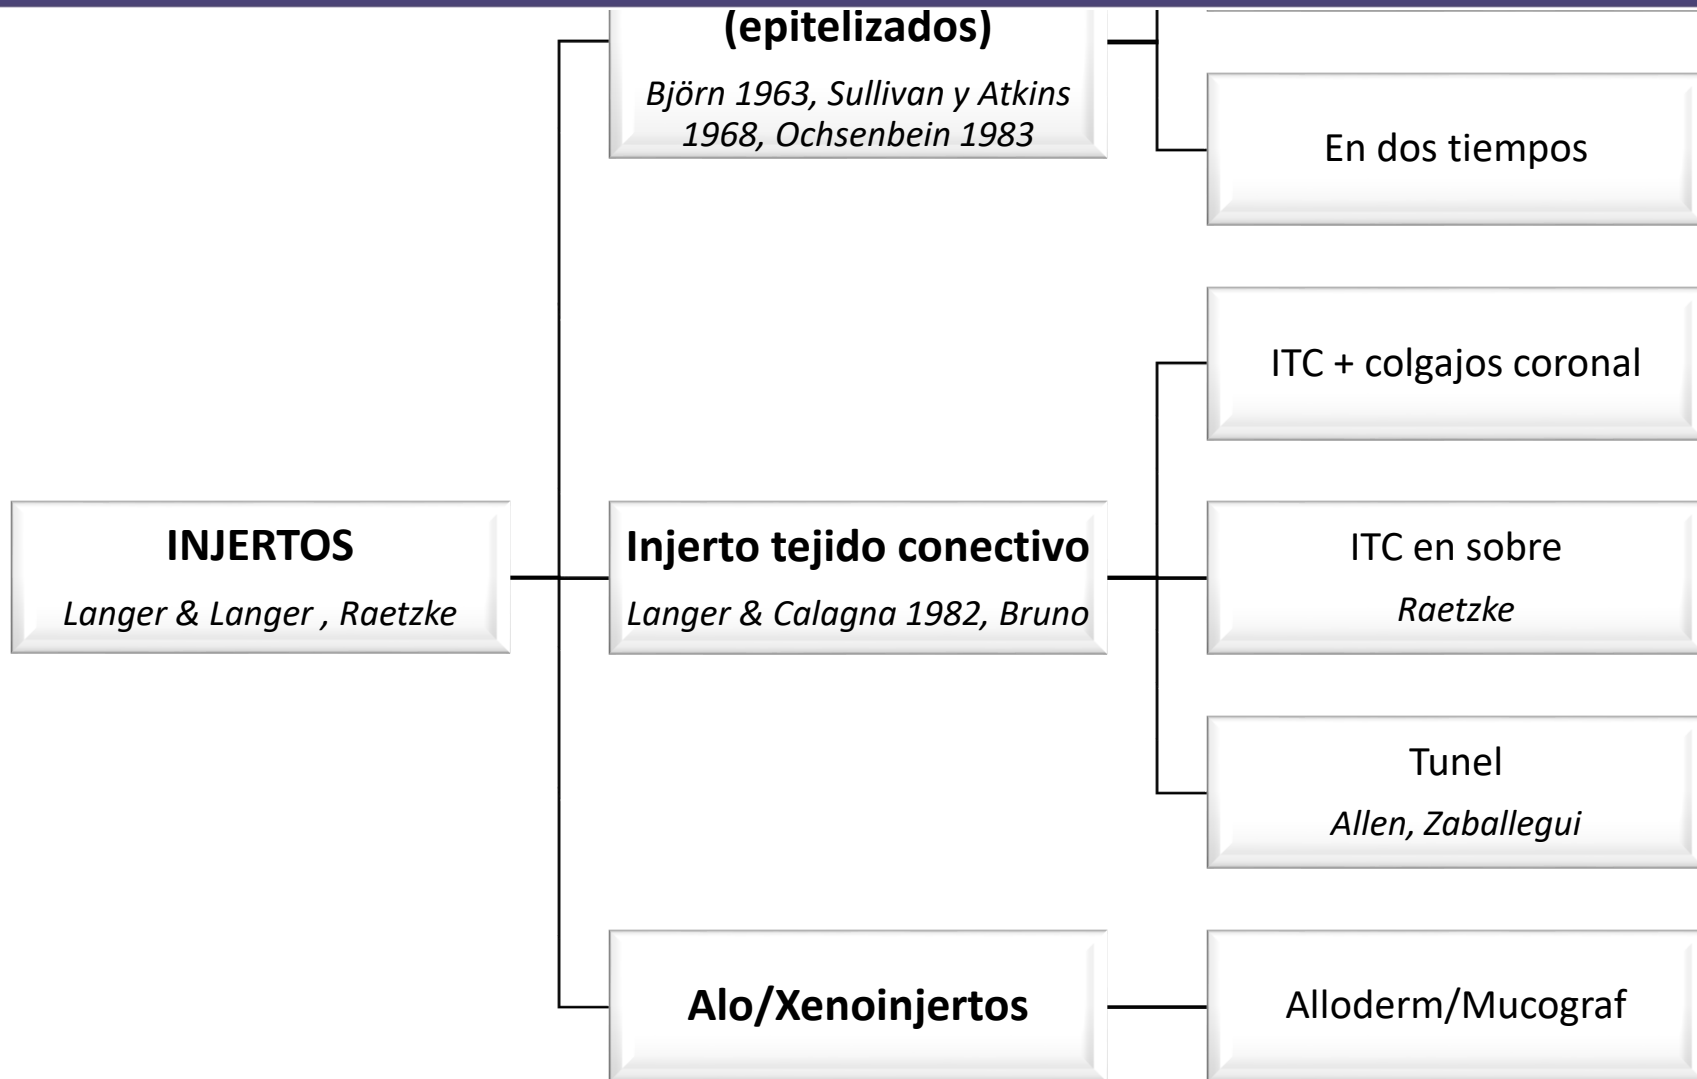 (epitelizados)
Björn 1963, Sullivan y Atkins
1968, Ochsenbein 1983
En dos tiempos
ITC + colgajos coronal
INJERTOS
Langer & Langer , Raetzke
Injerto tejido conectivo
Langer & Calagna 1982, Bruno
ITC en sobre
Raetzke
Tunel
Allen, Zaballegui
Alo/Xenoinjertos
Alloderm/Mucograf